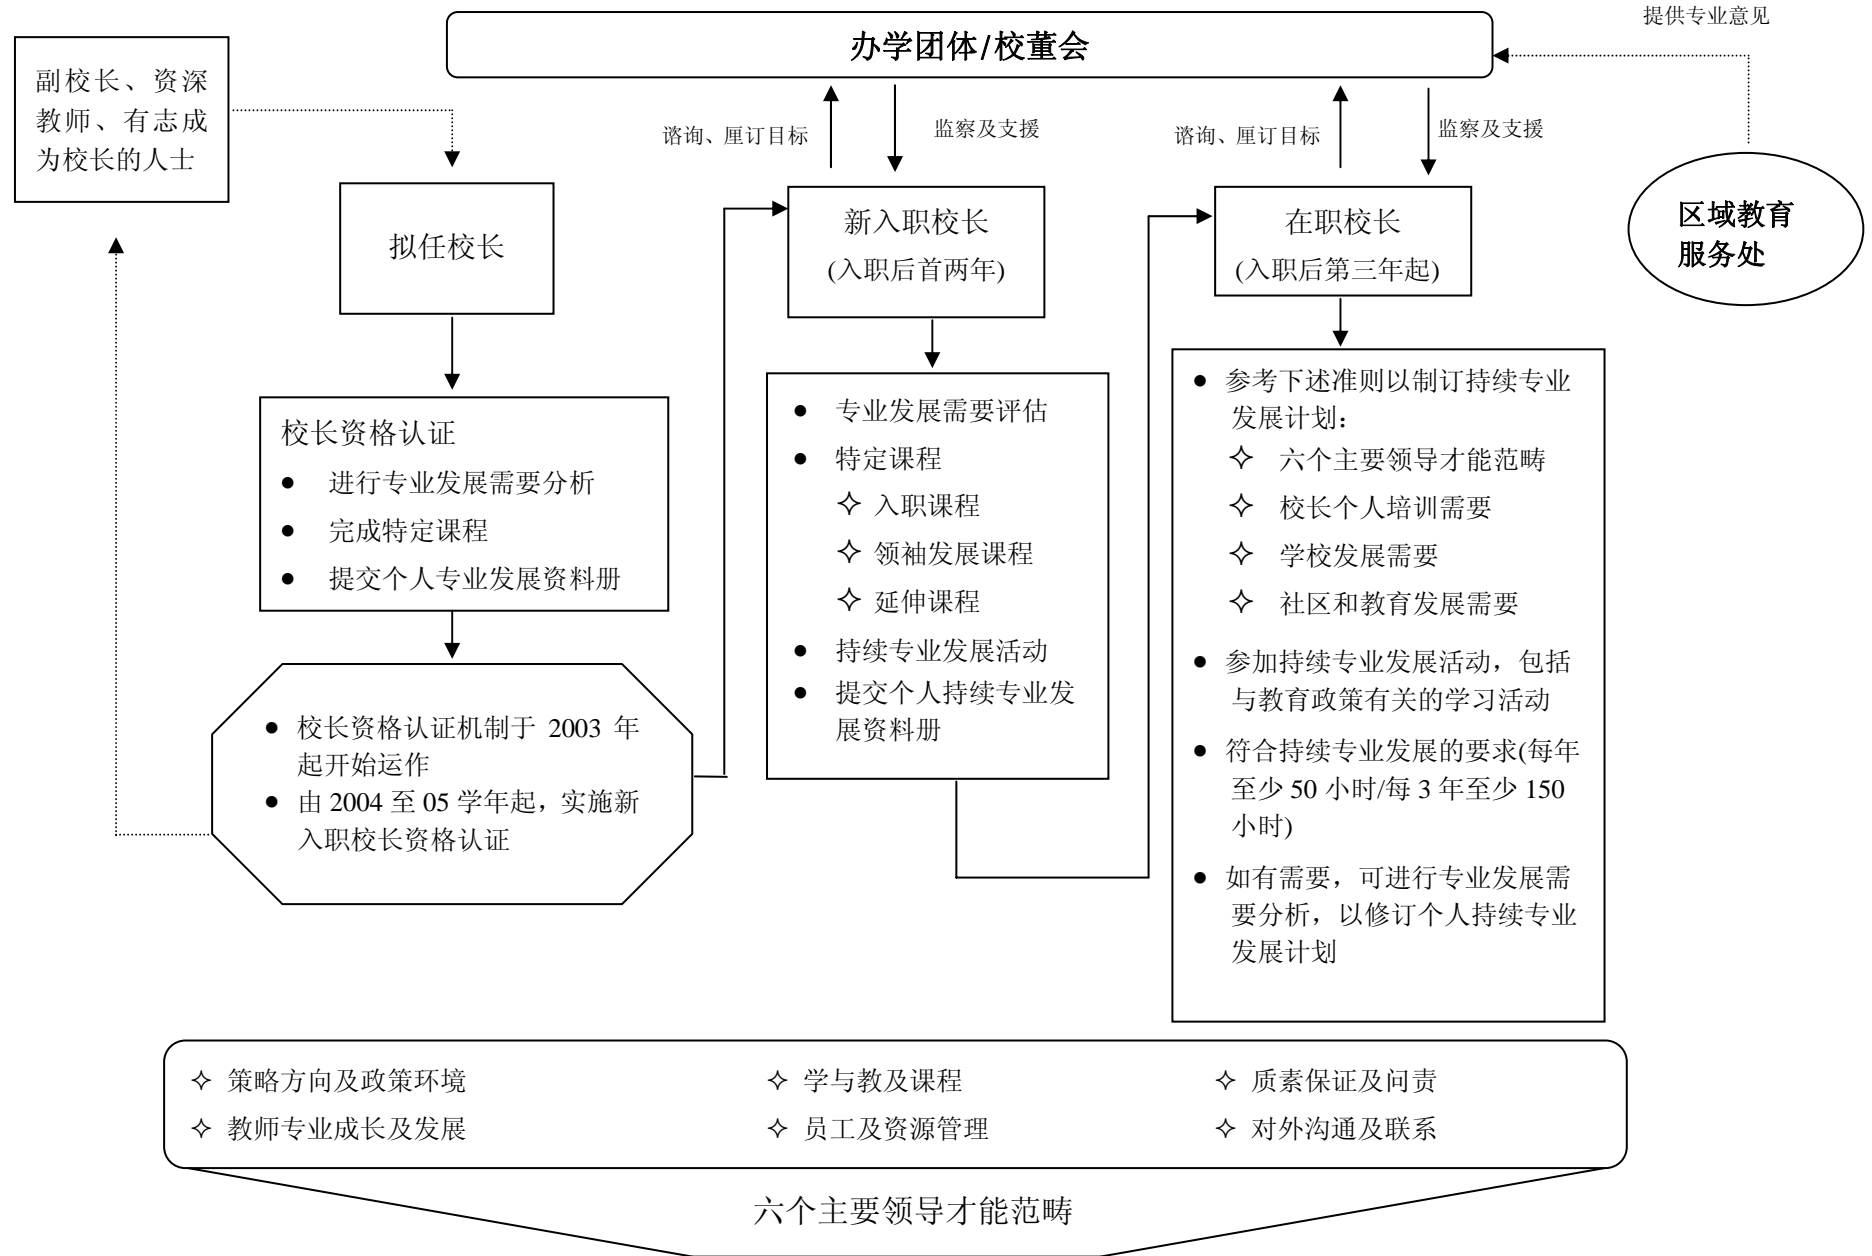 提供专业意见
办学团体/校董会
副校长、资深
教师、有志成
为校长的人士
谘询、厘订目标
监察及支援
谘询、厘订目标
监察及支援
区域教育
服务处
拟任校长
新入职校长
(入职后首两年)
在职校长
(入职后第三年起)
校长资格认证
● 进行专业发展需要分析
● 完成特定课程
● 提交个人专业发展资料册
● 校长资格认证机制于 2003 年
起开始运作
● 由 2004 至 05 学年起，实施新
入职校长资格认证
● 专业发展需要评估
● 特定课程
✧ 入职课程
✧ 领袖发展课程
✧ 延伸课程
● 持续专业发展活动
● 提交个人持续专业发
展资料册
● 参考下述准则以制订持续专业
发展计划：
✧ 六个主要领导才能范畴
✧ 校长个人培训需要
✧ 学校发展需要
✧ 社区和教育发展需要
● 参加持续专业发展活动，包括
与教育政策有关的学习活动
● 符合持续专业发展的要求(每年
至少 50 小时/每 3 年至少 150
小时)
● 如有需要，可进行专业发展需
要分析，以修订个人持续专业
发展计划
✧ 策略方向及政策环境 ✧ 学与教及课程 ✧ 质素保证及问责
✧ 教师专业成长及发展 ✧ 员工及资源管理 ✧ 对外沟通及联系
六个主要领导才能范畴